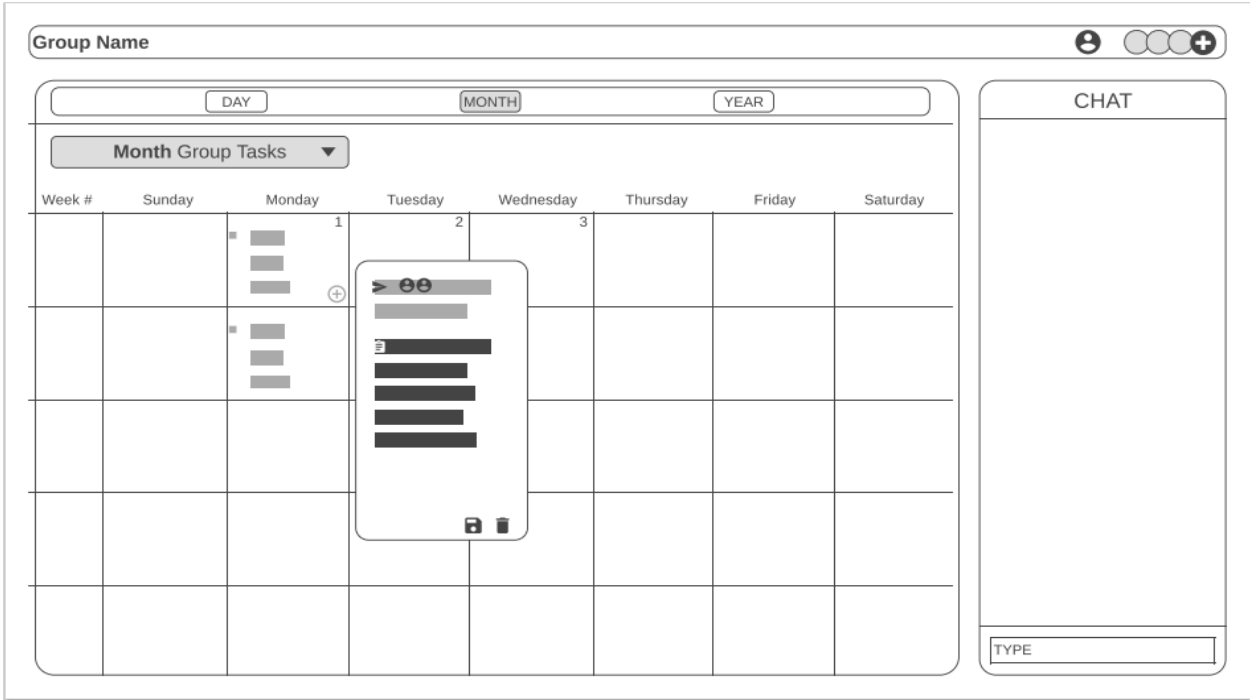 Group Name
DAY MONTH YEAR
Month Group Tasks
Week # Sunday Monday Tuesday Wednesday Thursday Friday Saturday
1 2 3
CHAT
TYPE